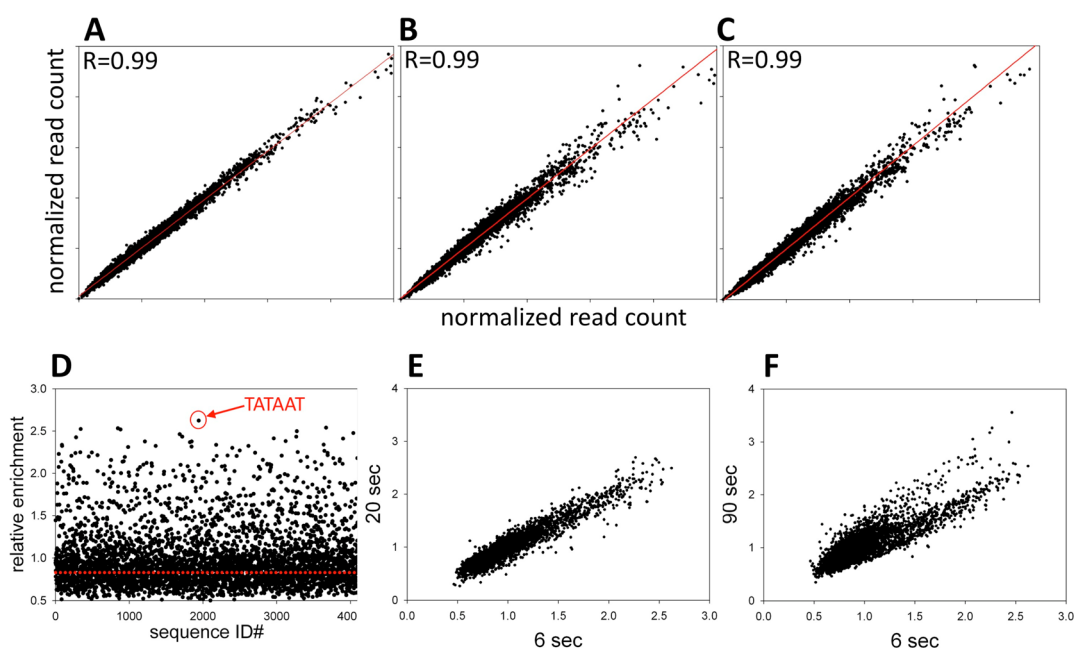 A
B
C
R=0.99
R=0.99
R=0.99
normalized read count
normalized read count
D
E
F
3.0
2.5
2.0
1.5
1.0
0.5
relative enrichment
TATAAT
0
1000
2000
3000
400
sequence ID#
4
3
2
1
0
20 sec
0.0
0.5
1.0
1.5
2.0
2.5
3.0
6 sec
4
3
2
1
0
90 sec
0.0
0.5
1.0
1.5
2.0
2.5
3.0
6 sec